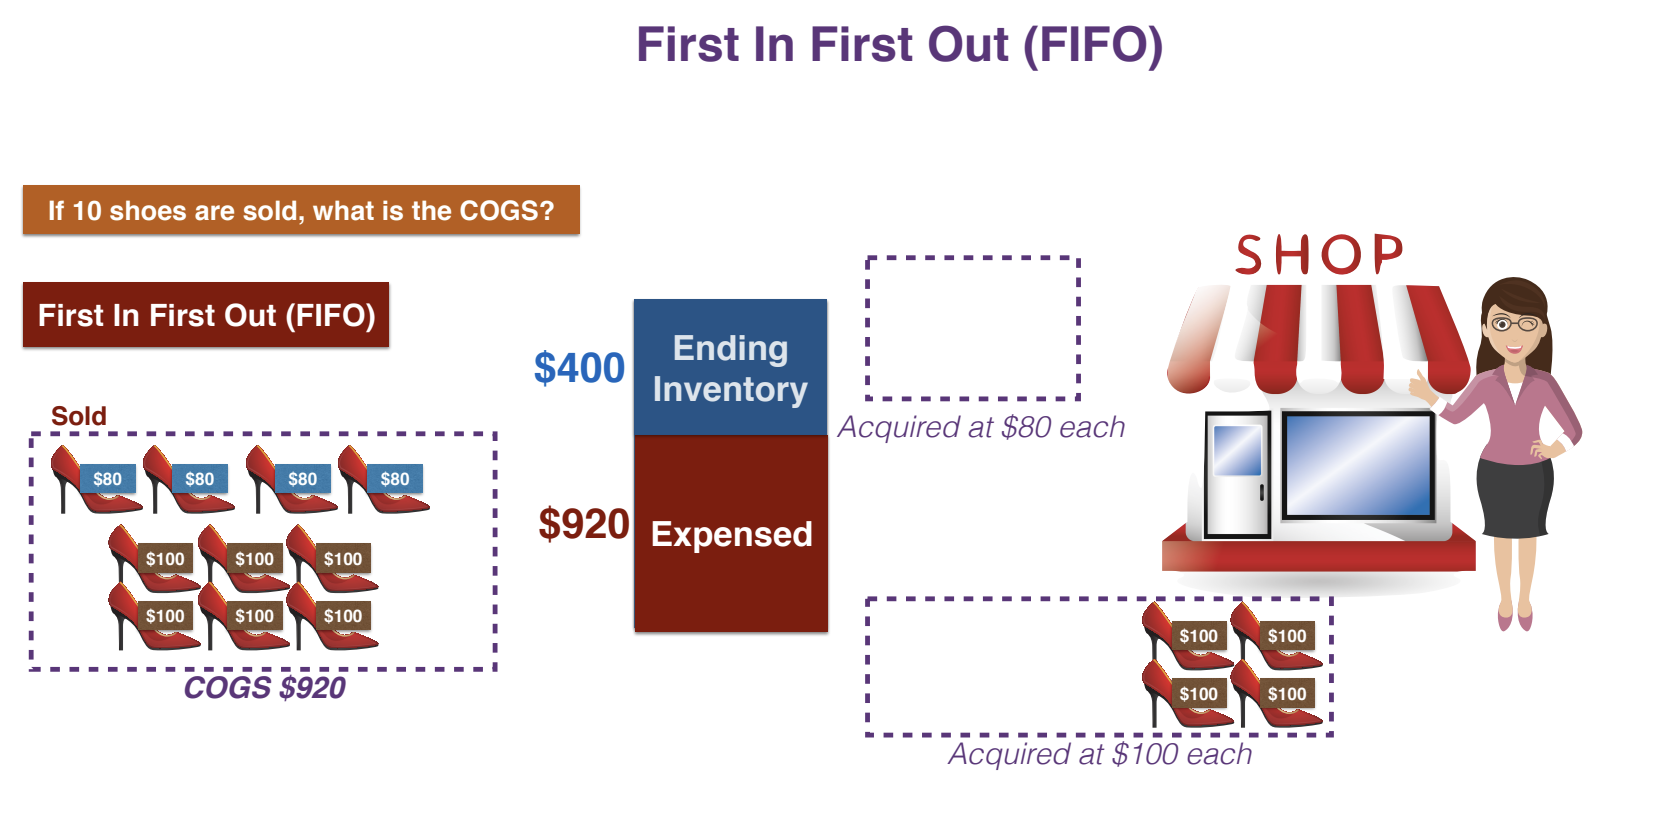 First In First Out (FIFO)
If 10 shoes are sold, what is the COGS?
First In First Out (FIFO)
Sold
$80 $80 $80 $80
$100 $100 $100
$100 $100 $100
COGS $920
$400
Ending
Inventory
$920
Expensed
Acquired at $80 each
SHOP
$100 $100
$100 $100
Acquired at $100 each